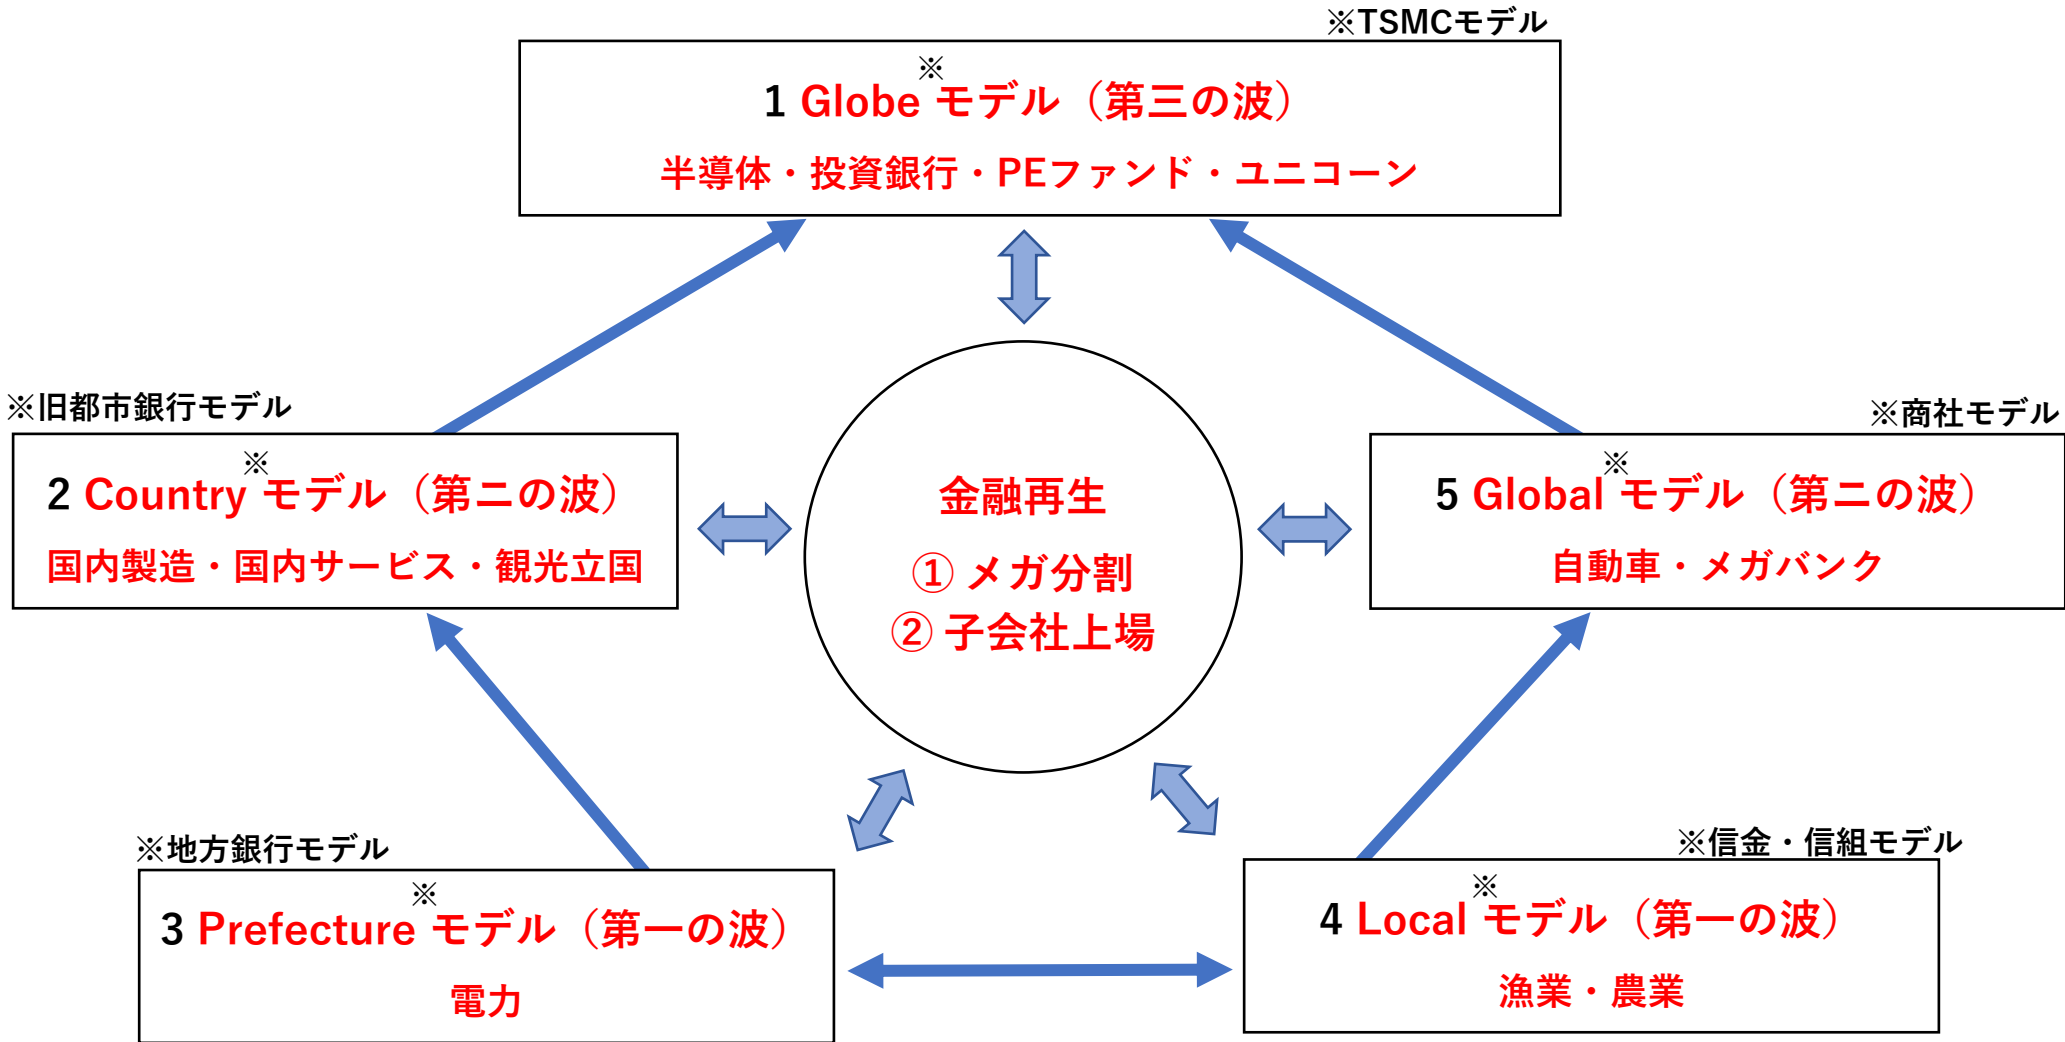 ※TSMCモデル
※
1 Globe モデル（第三の波）
半導体・投資銀行・PEファンド・ユニコーン
※旧都市銀行モデル
※
2 Country モデル（第ニの波）
国内製造・国内サービス・観光立国
金融再生
① メガ分割
② 子会社上場
※商社モデル
※
5 Global モデル（第ニの波）
自動車・メガバンク
※地方銀行モデル
※
3 Prefecture モデル（第一の波）
電力
※信金・信組モデル
※
4 Local モデル（第一の波）
漁業・農業